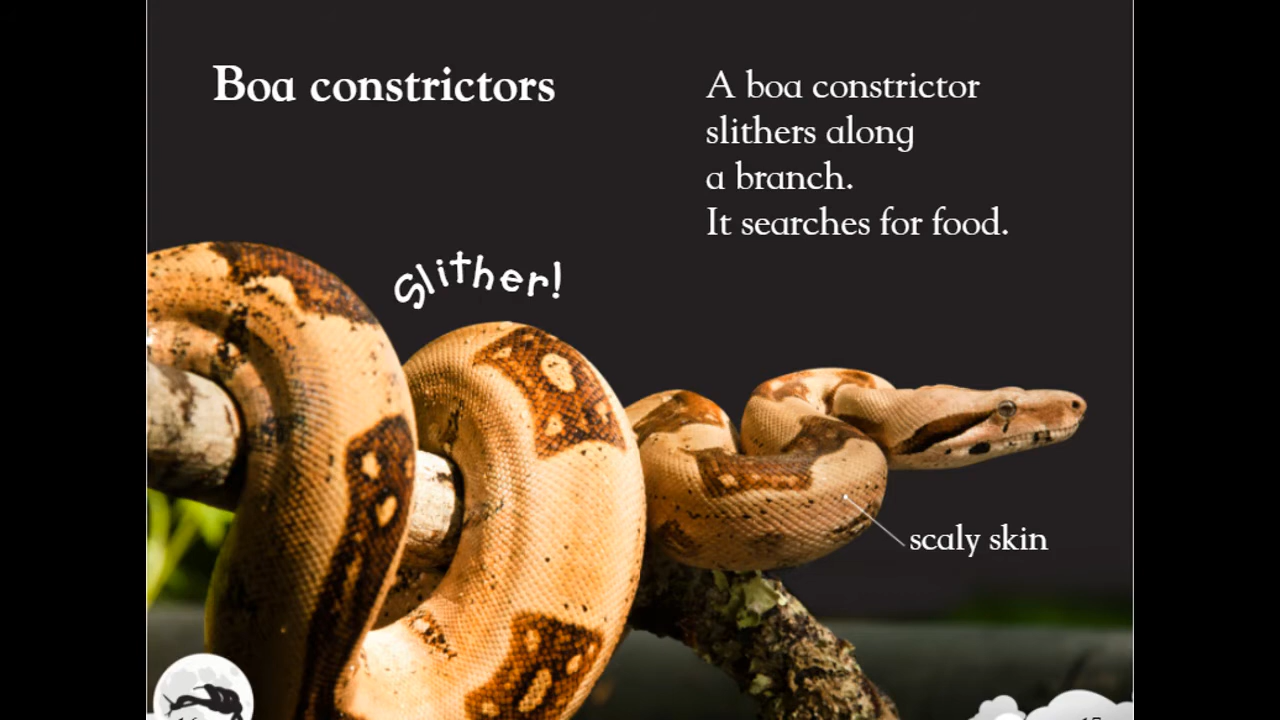 Boa constrictors
A boa constrictor
slithers along
a branch.
It searches for food.
Slither!
scaly skin